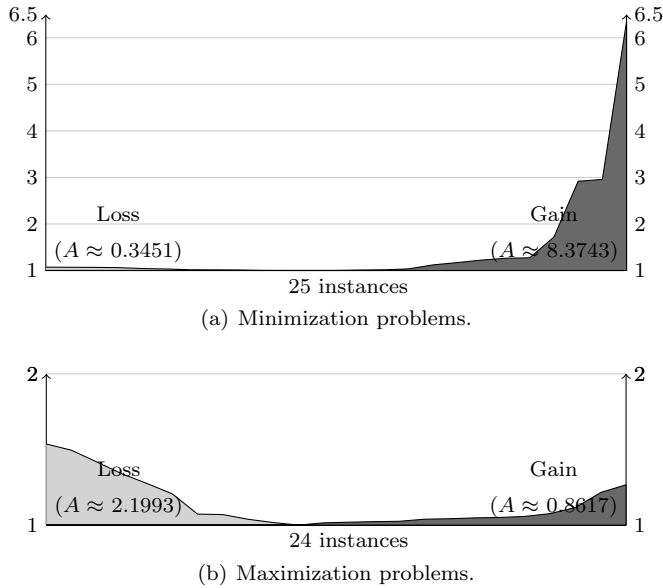 6.5 6.5
6 6
5 5
4 4
3 3
2 2
Loss Gain
(A ≈ 0.3451) (A ≈ 8.3743)
1 1
25 instances
(a) Minimization problems.
2 2
Loss Gain
(A ≈ 2.1993) (A ≈ 0.8617)
1 1
24 instances
(b) Maximization problems.